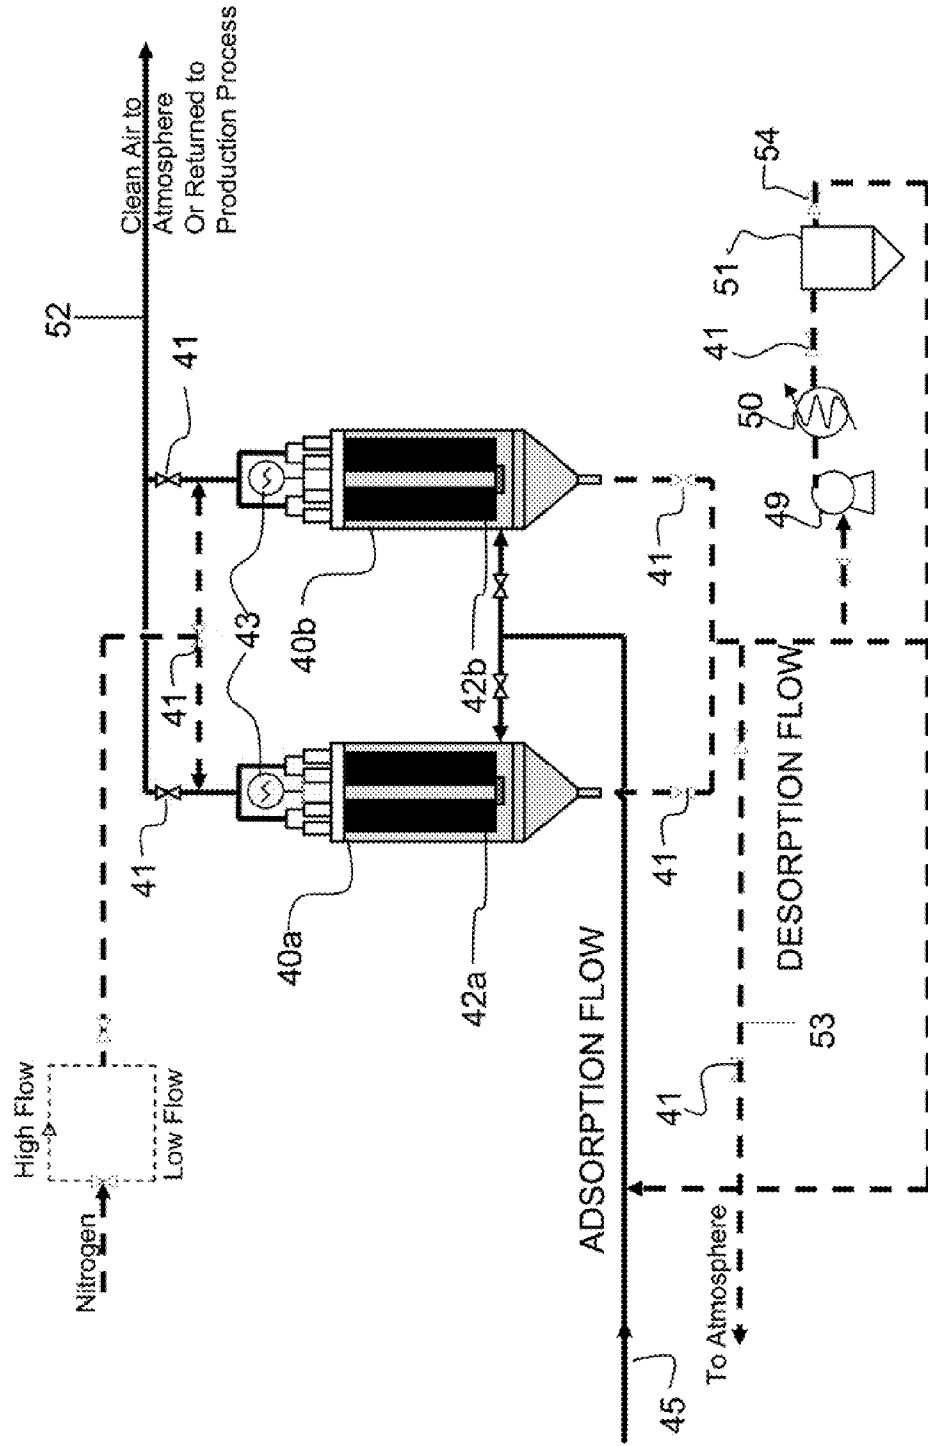 Nitrogen
High Flow
Low Flow
52
Clean Air to
Atmosphere
Or Returned to
Production Process
41
41
41
43
40a
40b
42a
42b
41
41
ADSORPTION FLOW
45
DESORPTION FLOW
To Atmosphere
41
53
49
50
41
51
54